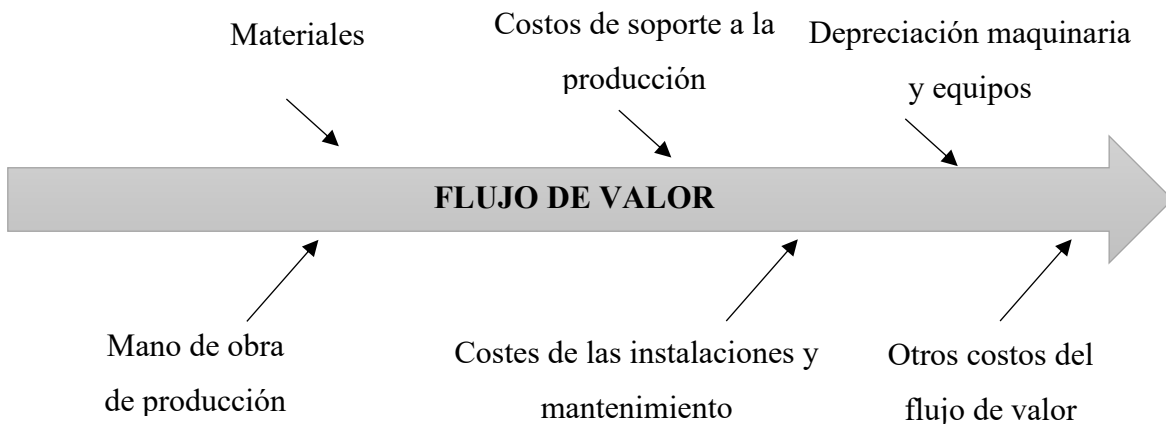 Materiales
Costos de soporte a la
producción
Depreciación maquinaria
y equipos
FLUJO DE VALOR
Mano de obra
de producción
Costes de las instalaciones y
mantenimiento
Otros costos del
flujo de valor